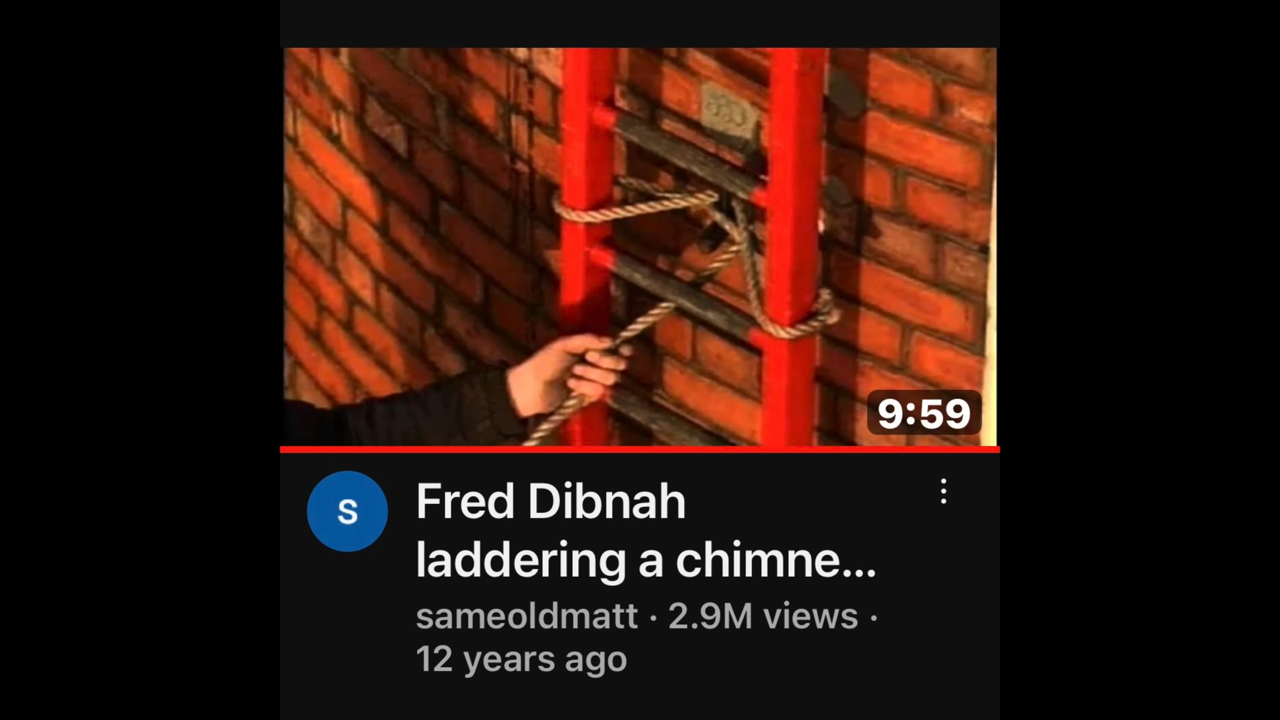 9:59
S
Fred Dibnah
laddering a chimne...
sameoldmatt · 2.9M views ·
12 years ago